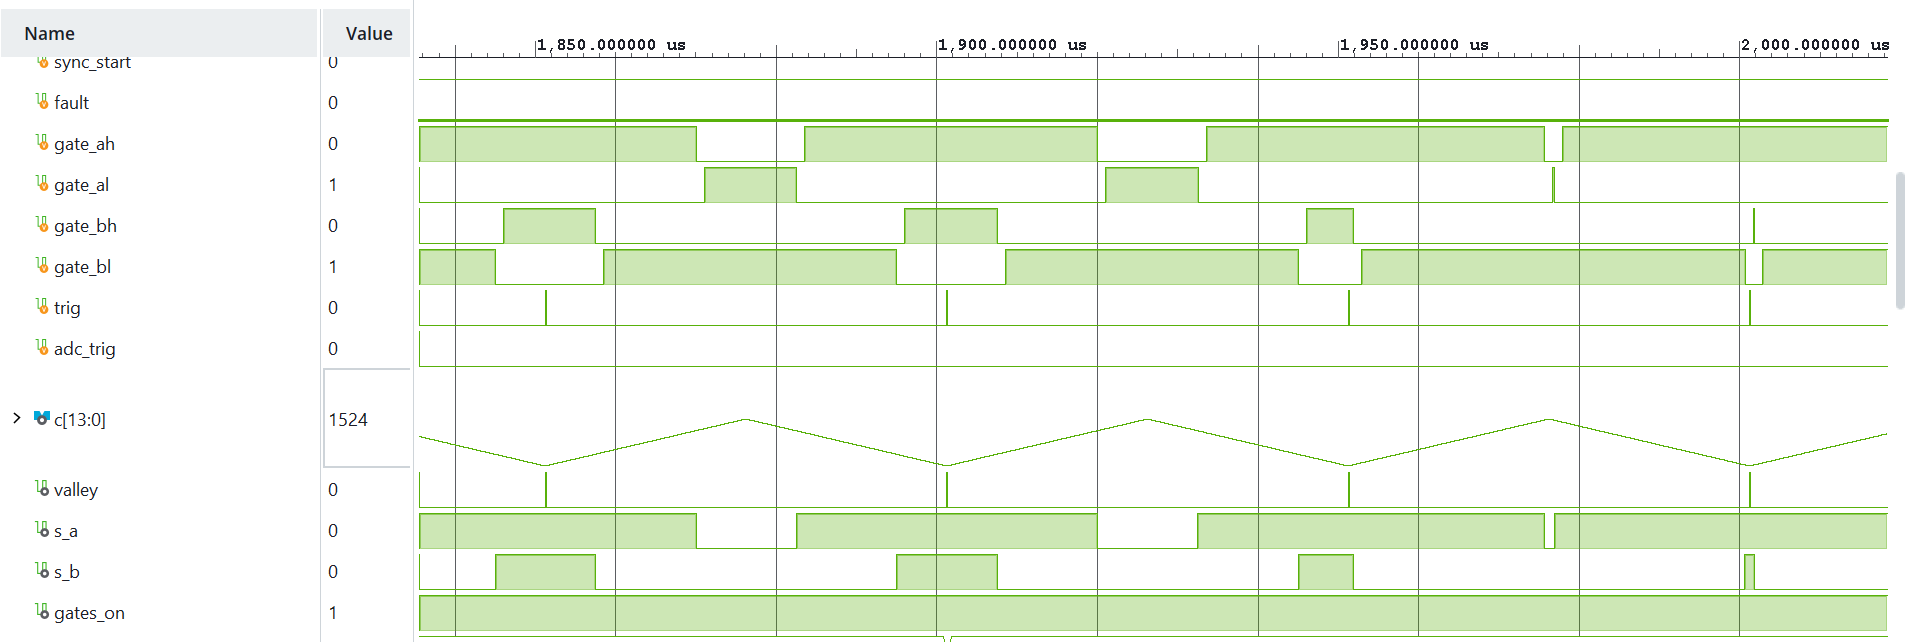 Name Value 1,850.000000 us 1,900.000000 us 1,950.000000 us 2,000.000000 us
sync_start 0
fault 0
gate_ah 0
gate_al 1
gate_bh 0
gate_bl 1
trig 0
adc_trig 0
c[13:0] 1524
valley 0
s_a 0
s_b 0
gates_on 1